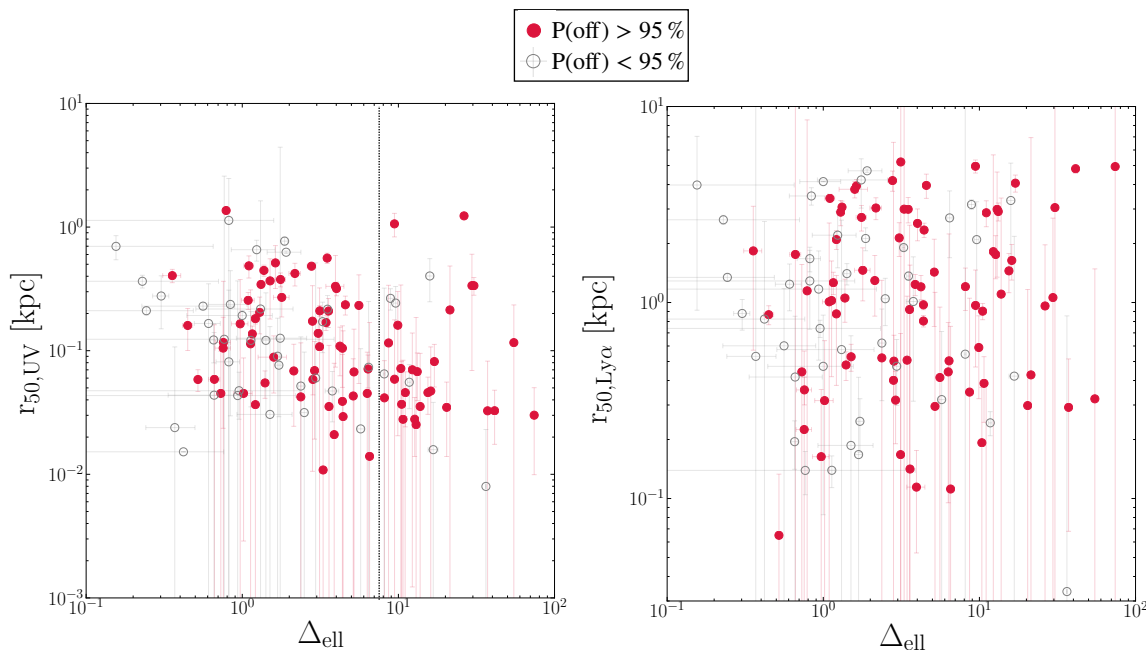 P(off) > 95 %
P(off) < 95 %
10¹
10⁰
10⁻¹
10⁻²
10⁻³
r₅₀,UV [kpc]
10⁻¹ 10⁰ 10¹ 10²
Δell
10¹
10⁰
10⁻¹
r₅₀,Lyα [kpc]
10⁻¹ 10⁰ 10¹ 10²
Δell